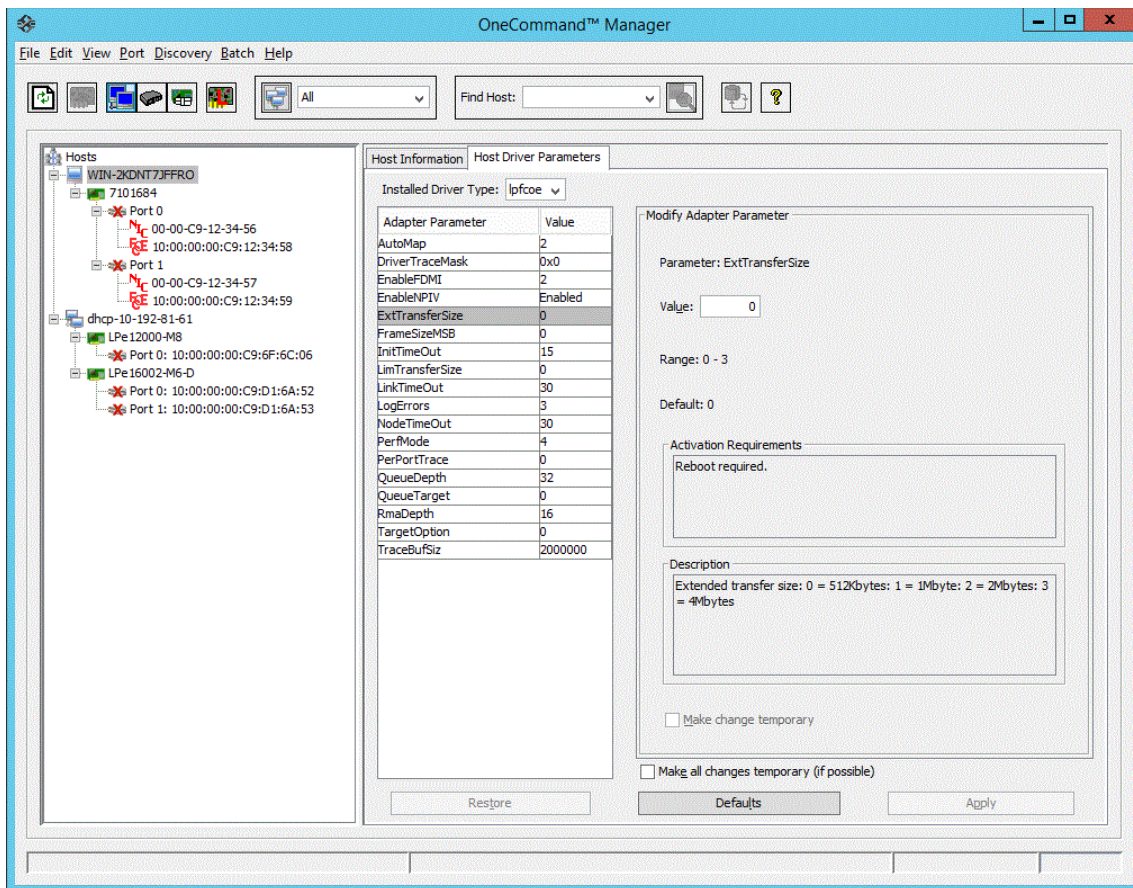 OneCommand™ Manager
File Edit View Port Discovery Batch Help
All
Find Host:
Hosts
WIN-2KDNT7JFFRO
7101684
Port 0
NIC 00-00-C9-12-34-56
FCoE 10:00:00:00:C9:12:34:58
Port 1
NIC 00-00-C9-12-34-57
FCoE 10:00:00:00:C9:12:34:59
dhcp-10-192-81-61
LPe12000-M8
Port 0: 10:00:00:00:C9:6F:6C:06
LPe16002-M6-D
Port 0: 10:00:00:00:C9:D1:6A:52
Port 1: 10:00:00:00:C9:D1:6A:53
Host Information Host Driver Parameters
Installed Driver Type: lpfcoe
Adapter Parameter Value
AutoMap 2
DriverTraceMask 0x0
EnableFDMI 2
EnableNPIV Enabled
ExtTransferSize 0
FrameSizeMSB 0
InitTimeOut 15
LimTransferSize 0
LinkTimeOut 30
LogErrors 3
NodeTimeOut 30
PerfMode 4
PerPortTrace 0
QueueDepth 32
QueueTarget 0
RmaDepth 16
TargetOption 0
TraceBufSiz 2000000
Restore
Modify Adapter Parameter
Parameter: ExtTransferSize
Value: 0
Range: 0 - 3
Default: 0
Activation Requirements
Reboot required.
Description
Extended transfer size: 0 = 512Kbytes: 1 = 1Mbyte: 2 = 2Mbytes: 3
= 4Mbytes
Make change temporary
Make all changes temporary (if possible)
Defaults
Apply